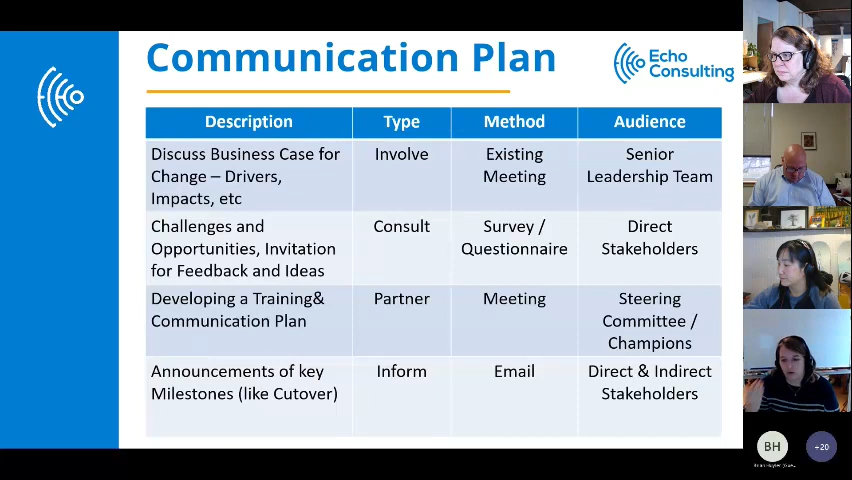 Communication Plan
Echo
Consulting
Echo
Description Type Method Audience
Discuss Business Case for
Change – Drivers,
Impacts, etc
Involve
Existing
Meeting
Senior
Leadership Team
Challenges and
Opportunities, Invitation
for Feedback and Ideas
Consult
Survey /
Questionnaire
Direct
Stakeholders
Developing a Training&
Communication Plan
Partner
Meeting
Steering
Committee /
Champions
Announcements of key
Milestones (like Cutover)
Inform
Email
Direct & Indirect
Stakeholders
BH
+20